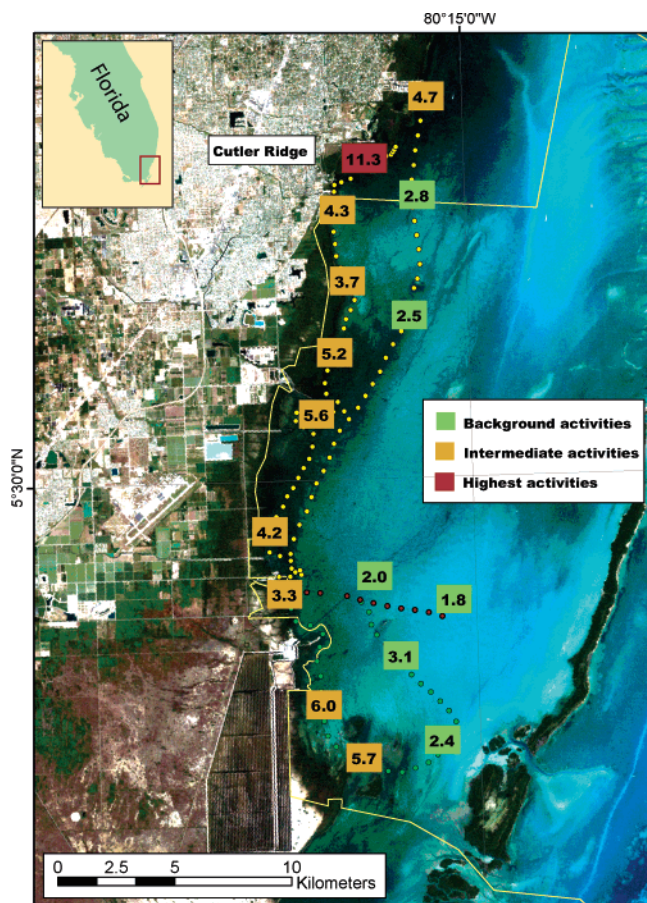 80°15'0"W
Florida
4.7
Cutler Ridge
11.3
2.8
4.3
3.7
2.5
5.2
5.6
Background activities
Intermediate activities
Highest activities
5°30'0"N
4.2
2.0
3.3
1.8
3.1
6.0
2.4
5.7
0 2.5 5 10
Kilometers